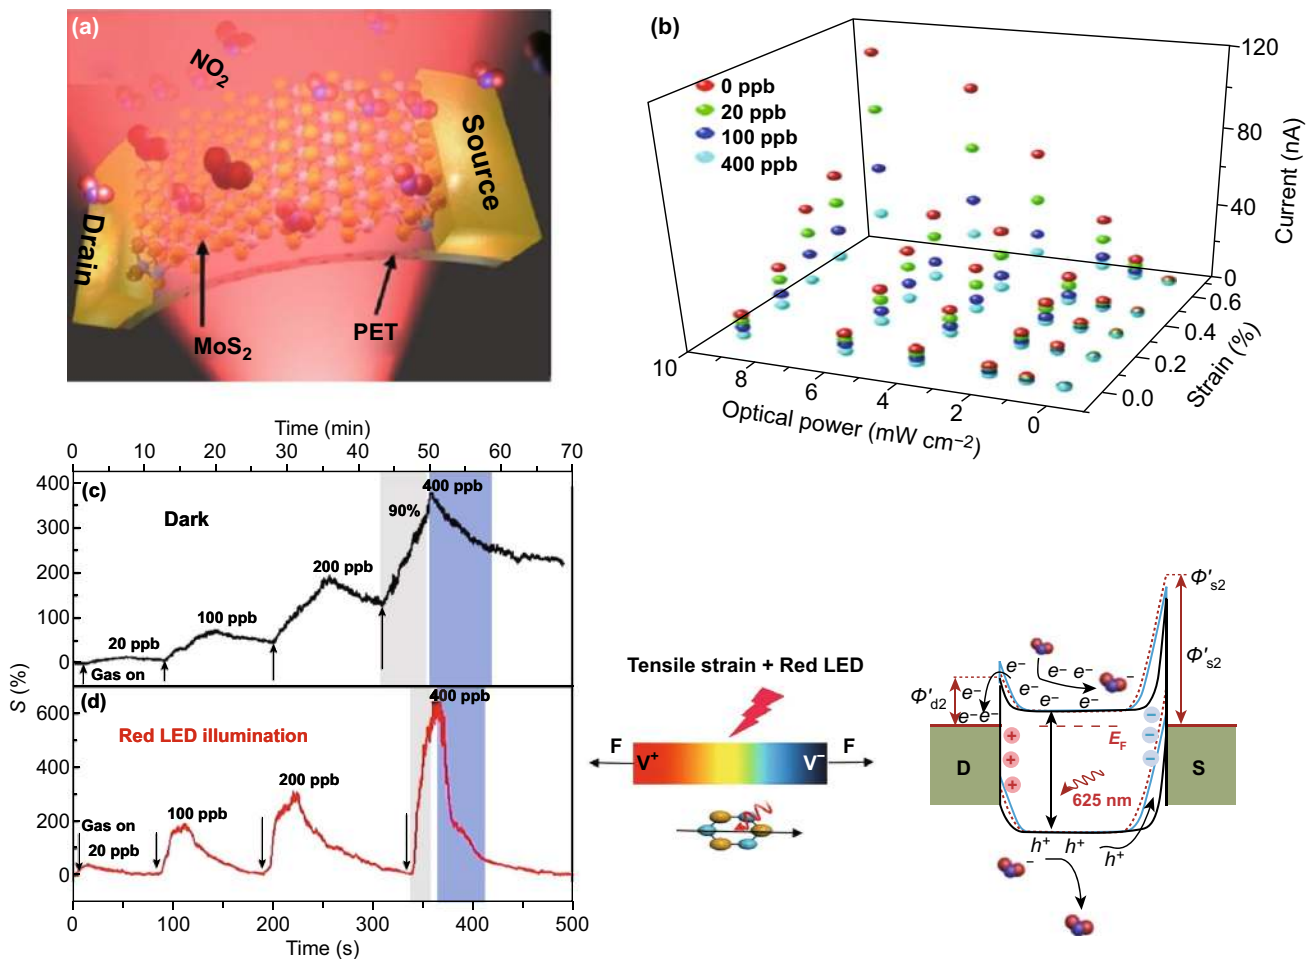 (a)
NO2
Source
Drain
MoS2
PET
(b)
0 ppb
20 ppb
100 ppb
400 ppb
120
80
40
0
Current (nA)
0.6
0.4
0.2
0.0
Strain (%)
10
8
6
4
2
0
Optical power (mW cm−2)
Time (min)
0 10 20 30 40 50 60 70
(c)
Dark
400
300
200
100
0
20 ppb
100 ppb
200 ppb
90%
400 ppb
Gas on
S (%)
(d)
Red LED illumination
600
400
200
0
Gas on
20 ppb
100 ppb
200 ppb
400 ppb
0 100 200 300 400 500
Time (s)
Tensile strain + Red LED
F V+ V− F
Φ′s2
Φ′s2
Φ′d2
e− e− e− −
e− e− e− e−
e− e−
+ + +
− − −
EF
D
S
625 nm
h+ h+ h+
−